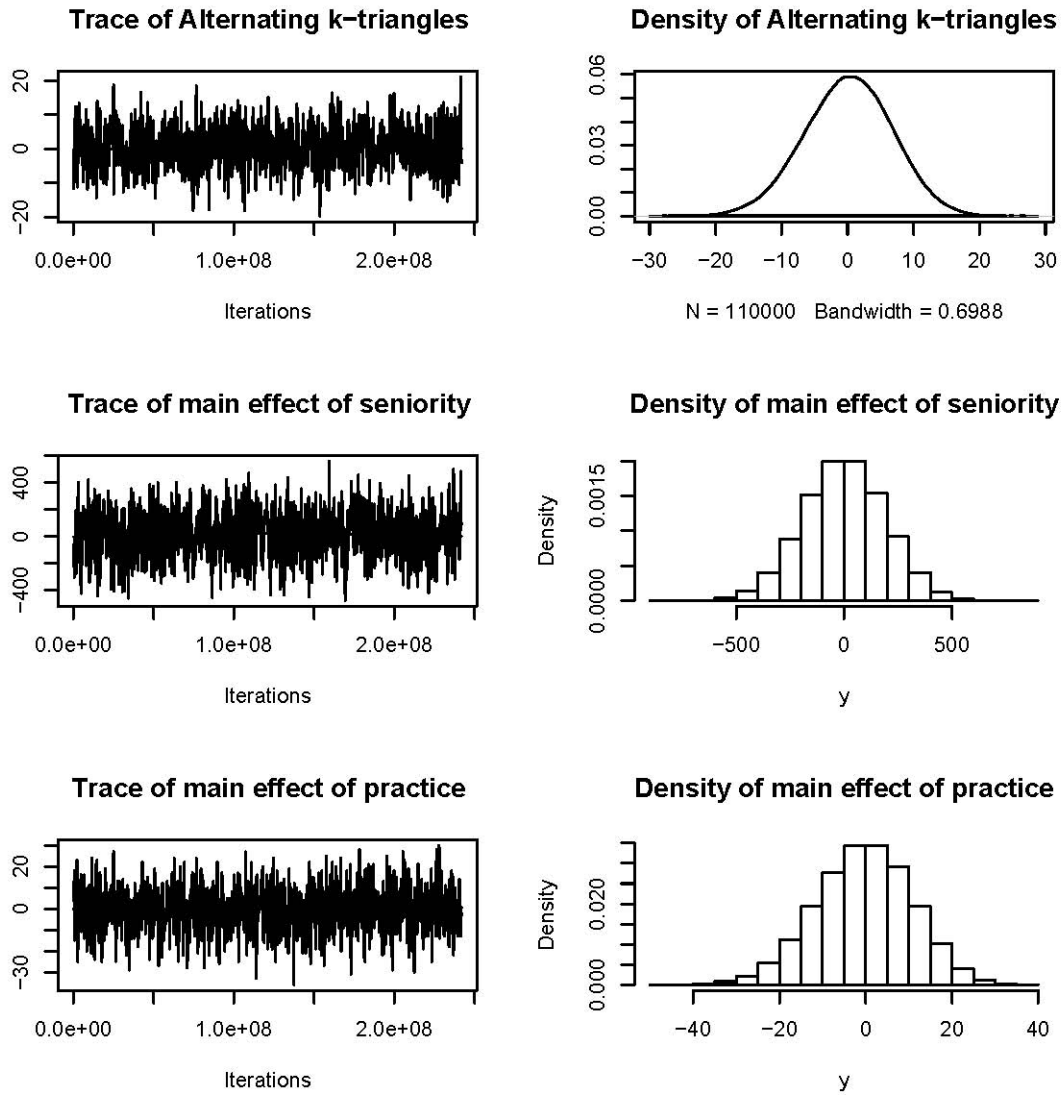 Trace of Alternating k−triangles
20
0
−20
0.0e+00 1.0e+08 2.0e+08
Iterations
Density of Alternating k−triangles
0.06
0.03
0.00
−30 −20 −10 0 10 20 30
N = 110000 Bandwidth = 0.6988
Trace of main effect of seniority
400
0
−400
0.0e+00 1.0e+08 2.0e+08
Iterations
Density of main effect of seniority
Density
0.0015
0.0000
−500 0 500
y
Trace of main effect of practice
20
0
−30
0.0e+00 1.0e+08 2.0e+08
Iterations
Density of main effect of practice
Density
0.020
0.000
−40 −20 0 20 40
y